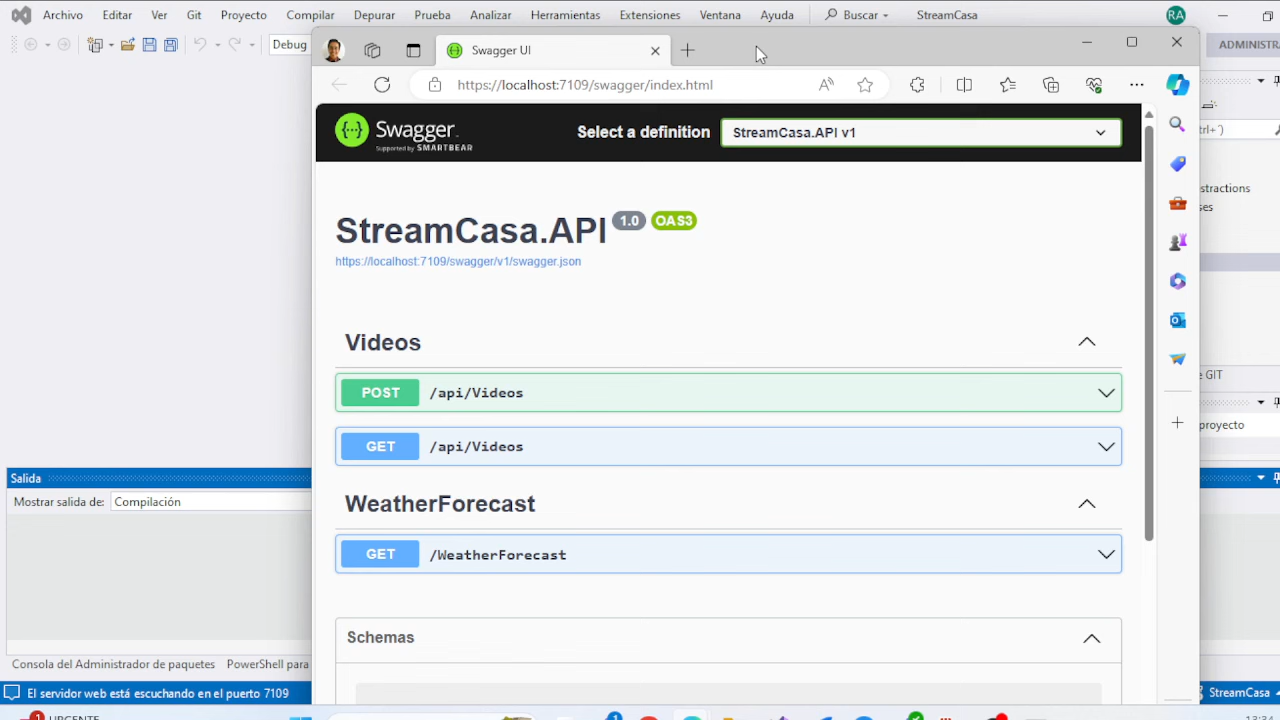 Archivo Editar Ver Git Proyecto Compilar Depurar Prueba Analizar Herramientas Extensiones Ventana Ayuda Buscar StreamCasa RA
Debug
ADMINISTRA
Swagger UI
https://localhost:7109/swagger/index.html
Swagger
Supported by SMARTBEAR
Select a definition
StreamCasa.API v1
trl+´)
StreamCasa.API 1.0 OAS3
https://localhost:7109/swagger/v1/swagger.json
stractions
es
Videos
POST /api/Videos
GET /api/Videos
WeatherForecast
GET /WeatherForecast
Schemas
e GIT
proyecto
Salida
Mostrar salida de: Compilación
Consola del Administrador de paquetes PowerShell para
El servidor web está escuchando en el puerto 7109
StreamCasa
1 URGENTE
1